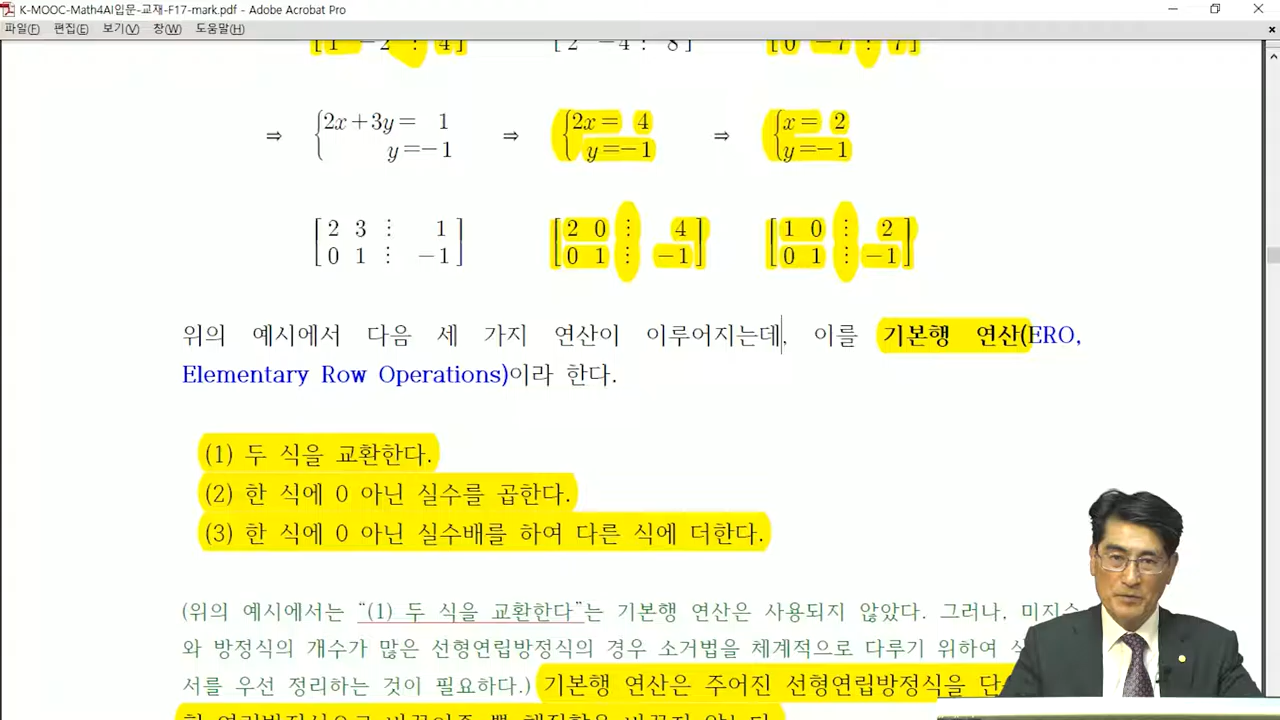 K-MOOC-Math4AI입문-교재-F17-mark.pdf - Adobe Acrobat Pro
파일(F) 편집(E) 보기(V) 창(W) 도움말(H)
[1 −2 ⋮ 4] [2 −4 ⋮ 8] [0 −7 ⋮ 7]
⇒ {2x+3y= 1 ⇒ {2x= 4 ⇒ {x= 2
y=−1 y=−1 y=−1
[2 3 ⋮ 1] [2 0 ⋮ 4] [1 0 ⋮ 2]
[0 1 ⋮ −1] [0 1 ⋮ −1] [0 1 ⋮ −1]
위의 예시에서 다음 세 가지 연산이 이루어지는데, 이를 기본행 연산(ERO,
Elementary Row Operations)이라 한다.
(1) 두 식을 교환한다.
(2) 한 식에 0 아닌 실수를 곱한다.
(3) 한 식에 0 아닌 실수배를 하여 다른 식에 더한다.
(위의 예시에서는 "(1) 두 식을 교환한다"는 기본행 연산은 사용되지 않았다. 그러나,
와 방정식의 개수가 많은 선형연립방정식의 경우 소거법을 체계적으로 다루기 위하여
서를 우선 정리하는 것이 필요하다.) 기본행 연산은 주어진 선형연립방정식을